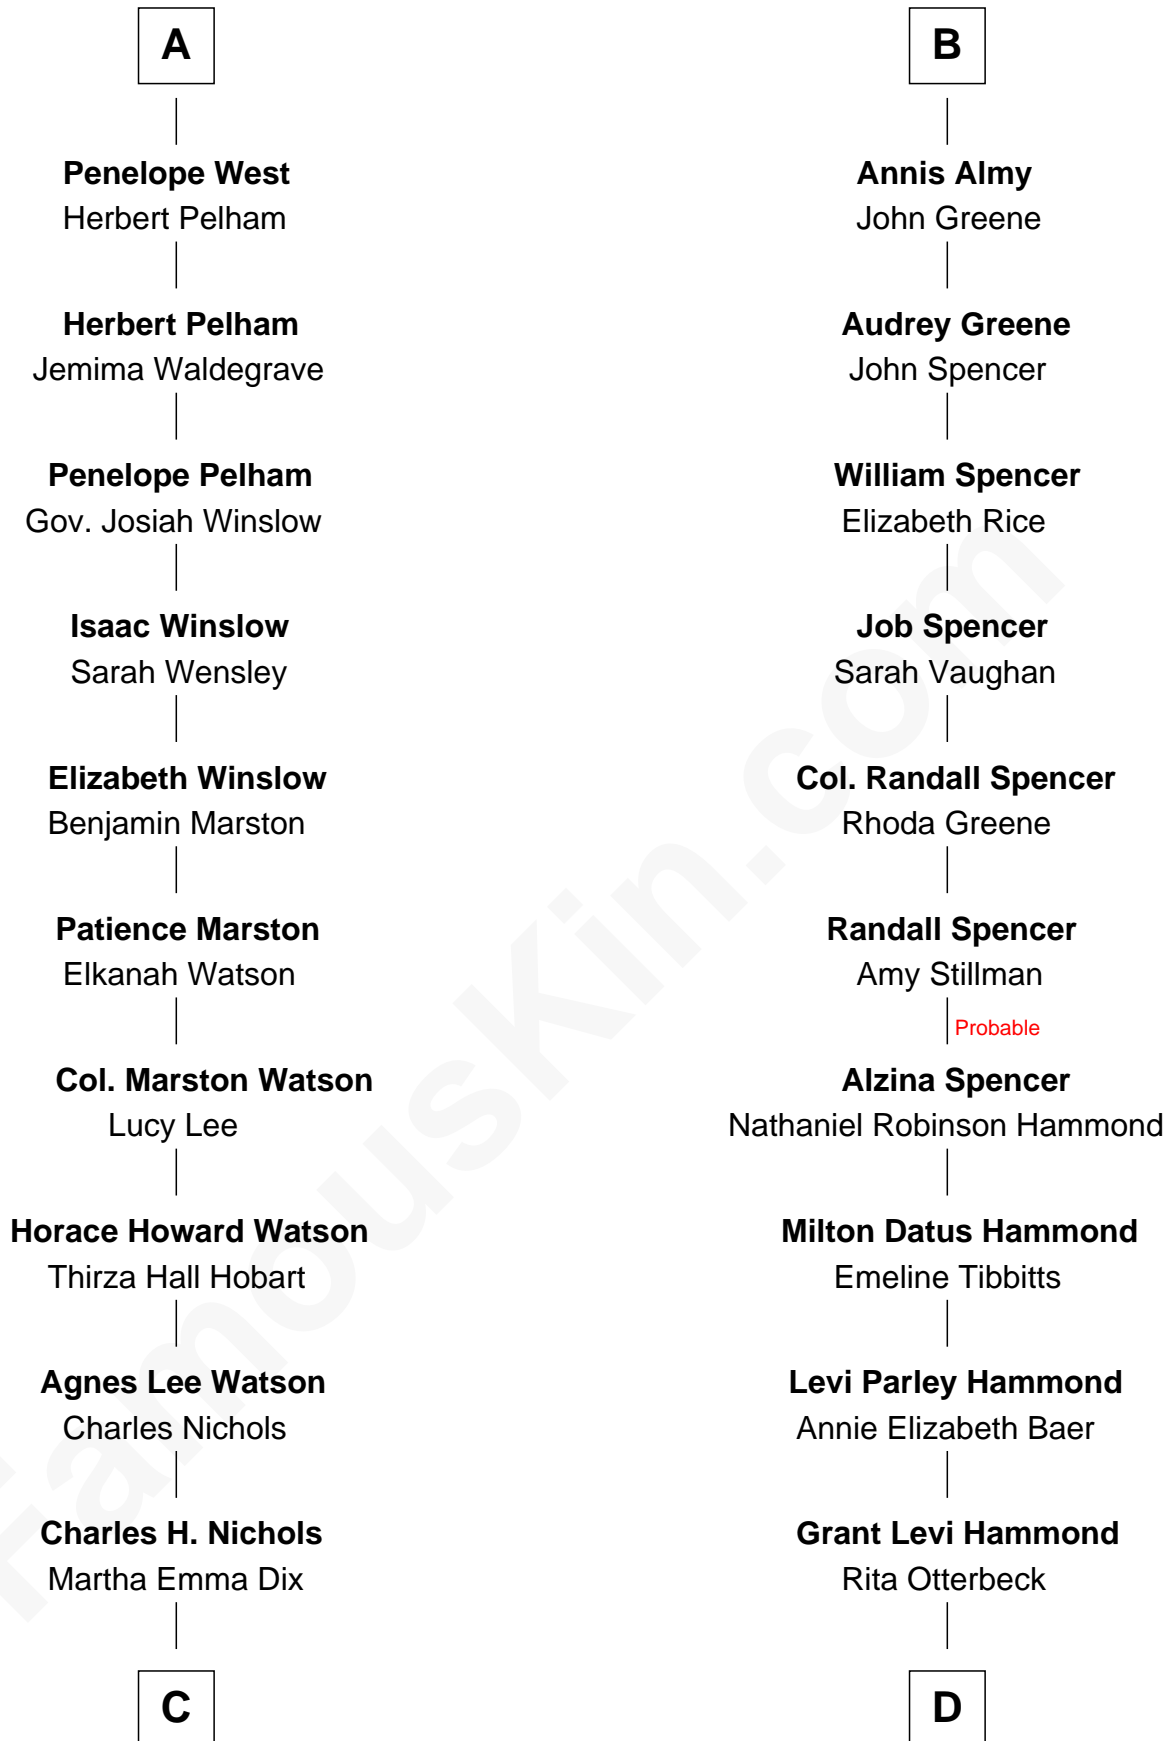 A
Penelope West
Herbert Pelham
Herbert Pelham
Jemima Waldegrave
Penelope Pelham
Gov. Josiah Winslow
Isaac Winslow
Sarah Wensley
Elizabeth Winslow
Benjamin Marston
Patience Marston
Elkanah Watson
Col. Marston Watson
Lucy Lee
Horace Howard Watson
Thirza Hall Hobart
Agnes Lee Watson
Charles Nichols
Charles H. Nichols
Martha Emma Dix
C
B
Annis Almy
John Greene
Audrey Greene
John Spencer
William Spencer
Elizabeth Rice
Job Spencer
Sarah Vaughan
Col. Randall Spencer
Rhoda Greene
Randall Spencer
Amy Stillman
Probable
Alzina Spencer
Nathaniel Robinson Hammond
Milton Datus Hammond
Emeline Tibbitts
Levi Parley Hammond
Annie Elizabeth Baer
Grant Levi Hammond
Rita Otterbeck
D
FamousKin.com